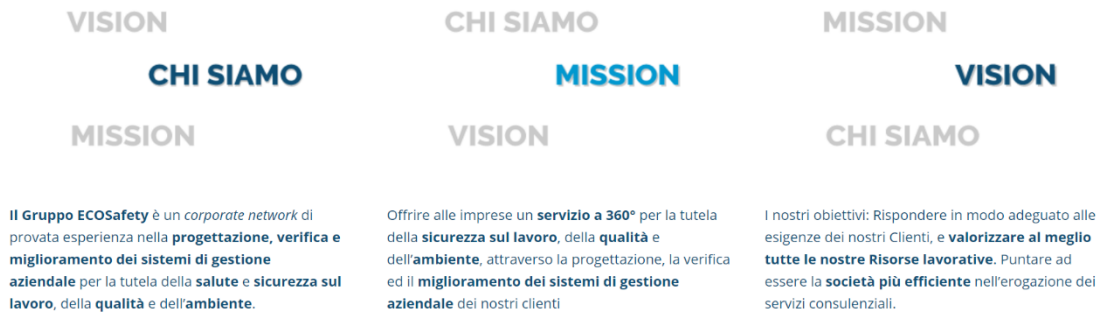 VISION
CHI SIAMO
MISSION
Il Gruppo ECOSafety è un corporate network di
provata esperienza nella progettazione, verifica e
miglioramento dei sistemi di gestione
aziendale per la tutela della salute e sicurezza sul
lavoro, della qualità e dell'ambiente.
CHI SIAMO
MISSION
VISION
Offrire alle imprese un servizio a 360° per la tutela
della sicurezza sul lavoro, della qualità e
dell'ambiente, attraverso la progettazione, la verifica
ed il miglioramento dei sistemi di gestione
aziendale dei nostri clienti
MISSION
VISION
CHI SIAMO
I nostri obiettivi: Rispondere in modo adeguato alle
esigenze dei nostri Clienti, e valorizzare al meglio
tutte le nostre Risorse lavorative. Puntare ad
essere la società più efficiente nell'erogazione dei
servizi consulenziali.